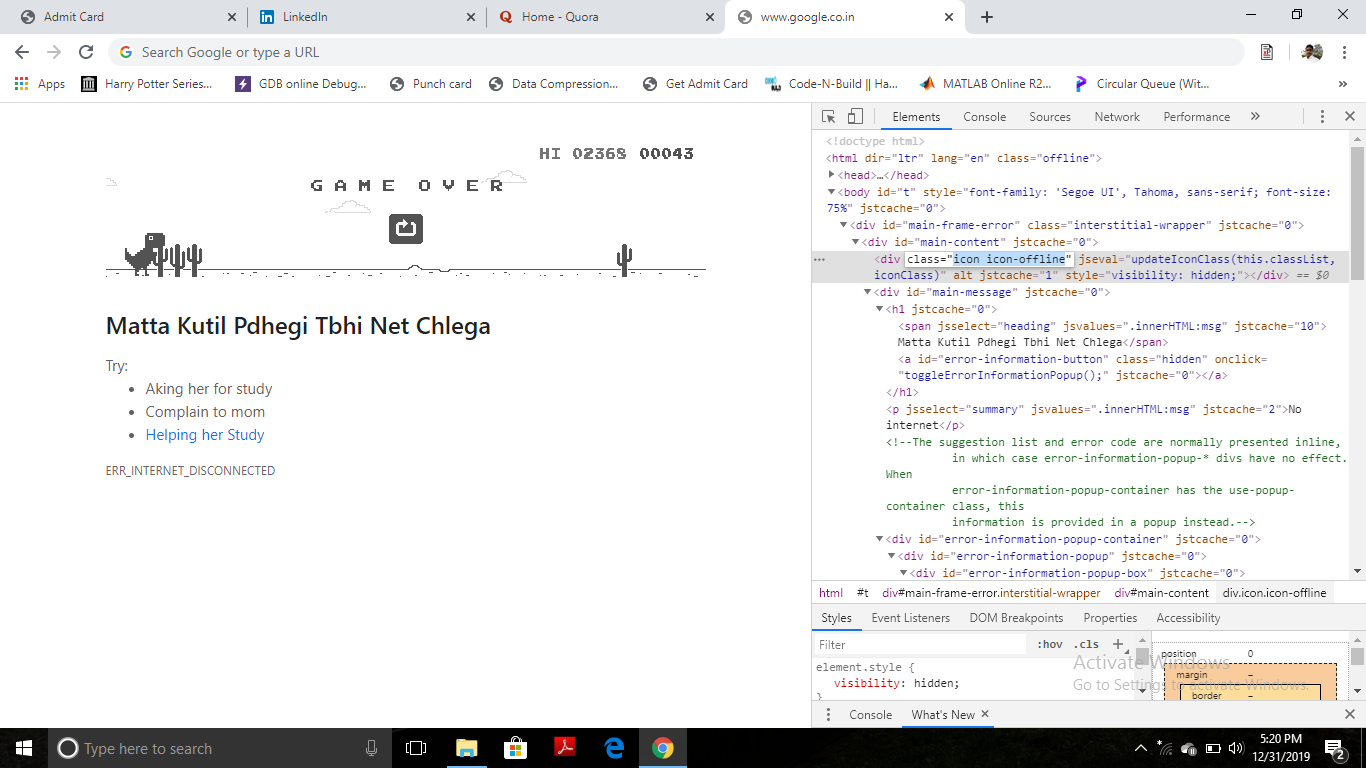 Admit Card
LinkedIn
Home - Quora
www.google.co.in
Search Google or type a URL
Apps
Harry Potter Series...
GDB online Debug...
Punch card
Data Compression...
Get Admit Card
Code-N-Build || Ha...
MATLAB Online R2...
Circular Queue (Wit...
»
HI 02368 00043
GAME OVER
Matta Kutil Pdhegi Tbhi Net Chlega
Try:
• Aking her for study
• Complain to mom
• Helping her Study
ERR_INTERNET_DISCONNECTED
Elements Console Sources Network Performance »
<!doctype html>
<html dir="ltr" lang="en" class="offline">
<head>…</head>
<body id="t" style="font-family: 'Segoe UI', Tahoma, sans-serif; font-size:
75%" jstcache="0">
<div id="main-frame-error" class="interstitial-wrapper" jstcache="0">
<div id="main-content" jstcache="0">
<div class="icon icon-offline" jseval="updateIconClass(this.classList,
iconClass)" alt jstcache="1" style="visibility: hidden;"></div> == $0
<div id="main-message" jstcache="0">
<h1 jstcache="0">
<span jsselect="heading" jsvalues=".innerHTML:msg" jstcache="10">
Matta Kutil Pdhegi Tbhi Net Chlega</span>
<a id="error-information-button" class="hidden" onclick=
"toggleErrorInformationPopup();" jstcache="0"></a>
</h1>
<p jsselect="summary" jsvalues=".innerHTML:msg" jstcache="2">No
internet</p>
<!--The suggestion list and error code are normally presented inline,
in which case error-information-popup-* divs have no effect.
When
error-information-popup-container has the use-popup-
container class, this
information is provided in a popup instead.-->
<div id="error-information-popup-container" jstcache="0">
<div id="error-information-popup" jstcache="0">
<div id="error-information-popup-box" jstcache="0">
html #t div#main-frame-error.interstitial-wrapper div#main-content div.icon.icon-offline
Styles Event Listeners DOM Breakpoints Properties Accessibility
Filter :hov .cls +
element.style {
visibility: hidden;
}
position 0
margin –
border –
Activate Windows
Go to Settings to activate Windows.
Console What's New
Type here to search
5:20 PM
12/31/2019
2